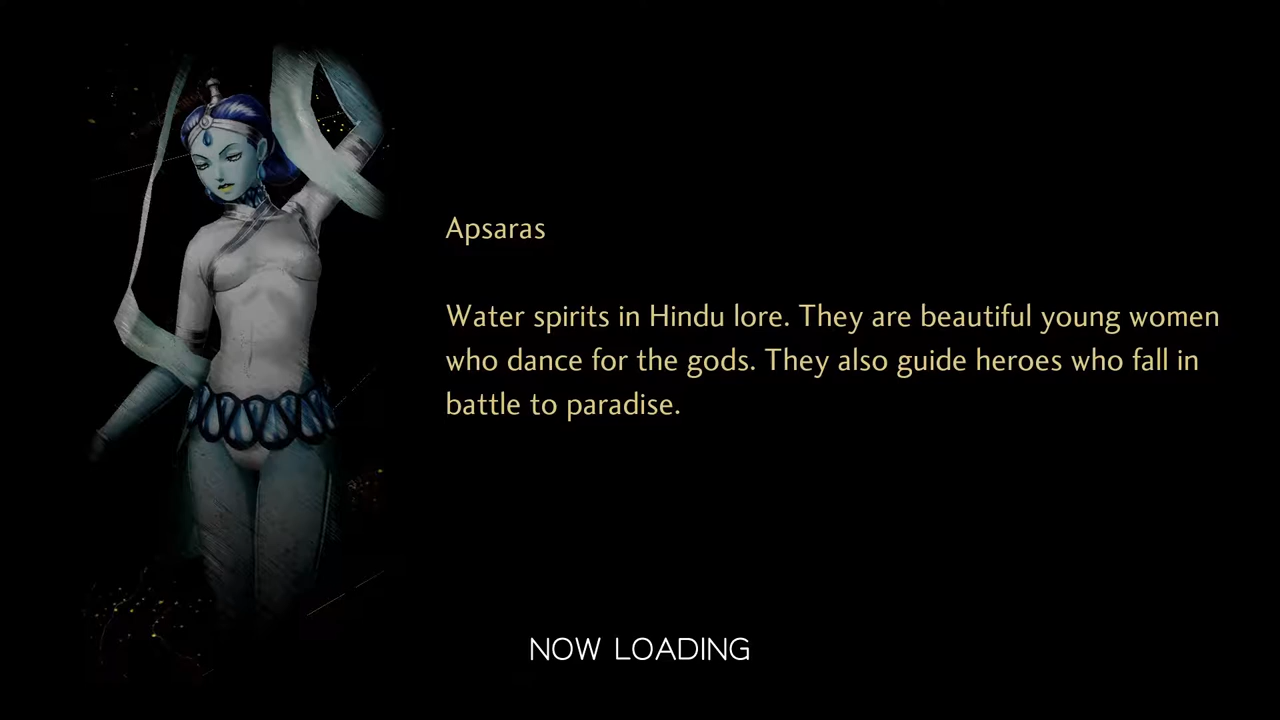 Apsaras
Water spirits in Hindu lore. They are beautiful young women
who dance for the gods. They also guide heroes who fall in
battle to paradise.
NOW LOADING